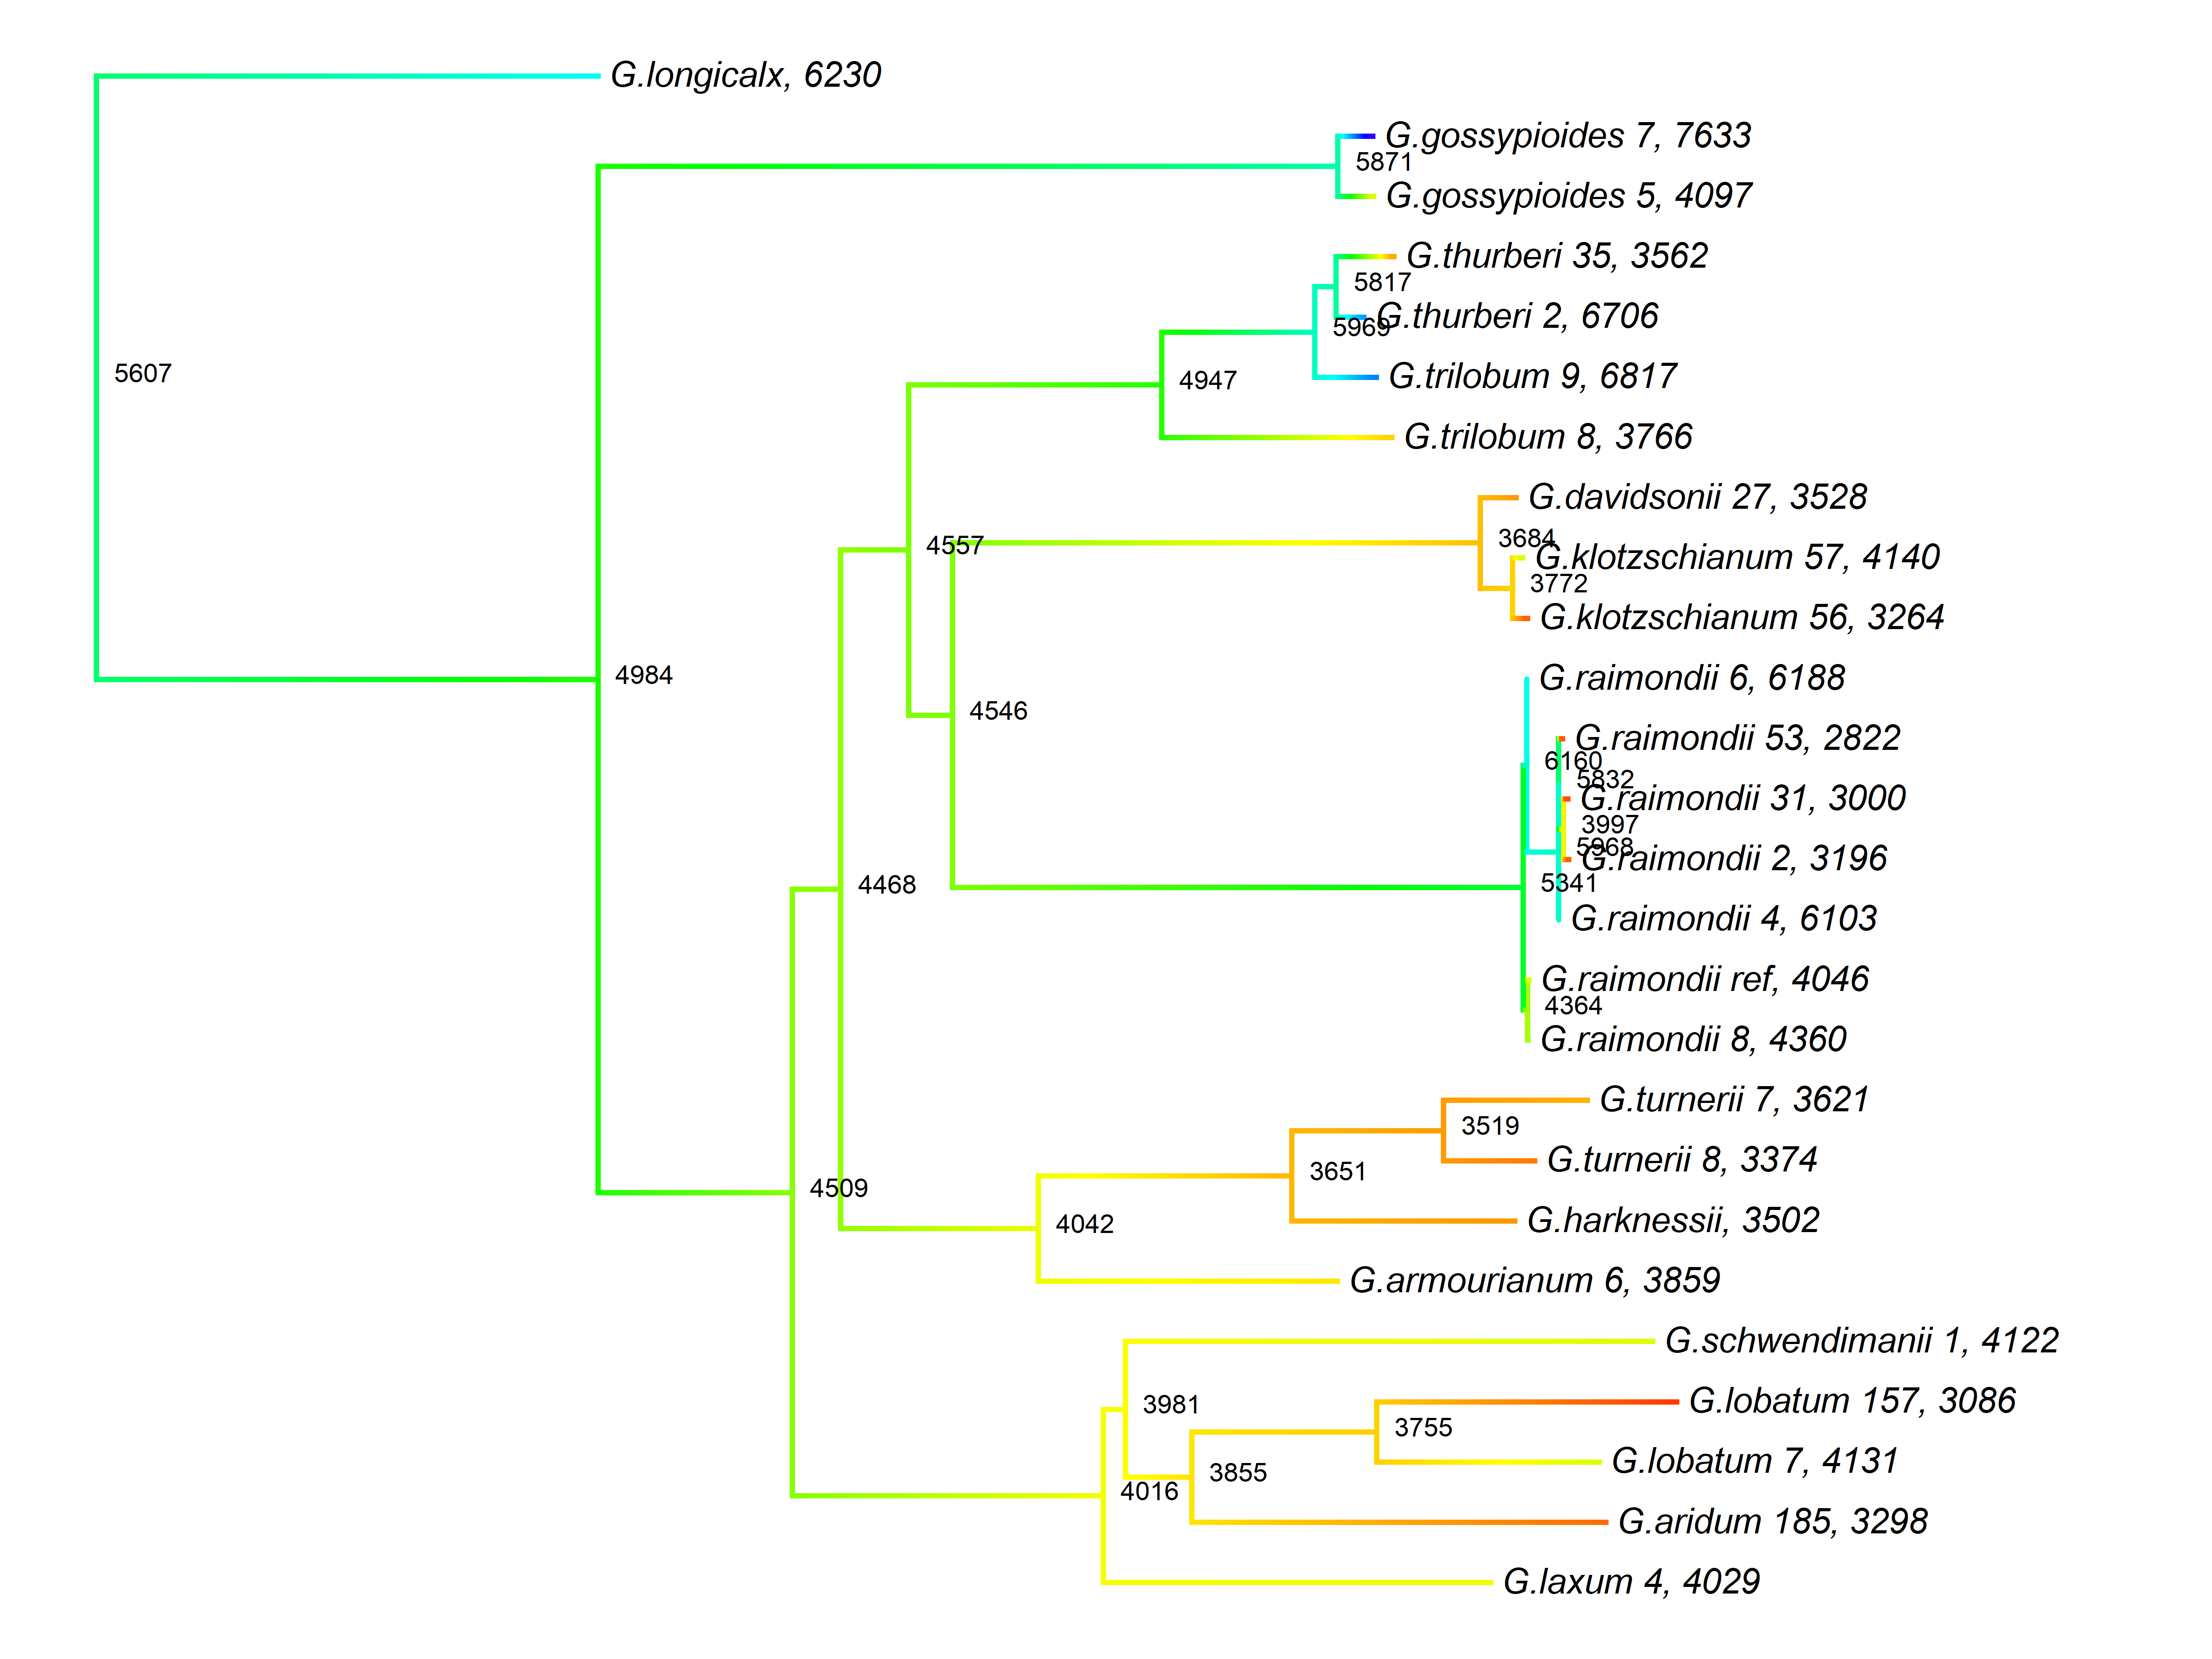 G.longicalx, 6230
G.gossypioides 7, 7633
5871
G.gossypioides 5, 4097
G.thurberi 35, 3562
5817
G.thurberi 2, 6706
5969
5607
G.trilobum 9, 6817
4947
G.trilobum 8, 3766
G.davidsonii 27, 3528
3684
4557
G.klotzschianum 57, 4140
3772
G.klotzschianum 56, 3264
4984
G.raimondii 6, 6188
4546
G.raimondii 53, 2822
6160
5832
G.raimondii 31, 3000
3997
5968
G.raimondii 2, 3196
4468
5341
G.raimondii 4, 6103
G.raimondii ref, 4046
4364
G.raimondii 8, 4360
G.turnerii 7, 3621
3519
G.turnerii 8, 3374
3651
4509
G.harknessii, 3502
4042
G.armourianum 6, 3859
G.schwendimanii 1, 4122
3981
G.lobatum 157, 3086
3755
G.lobatum 7, 4131
3855
4016
G.aridum 185, 3298
G.laxum 4, 4029